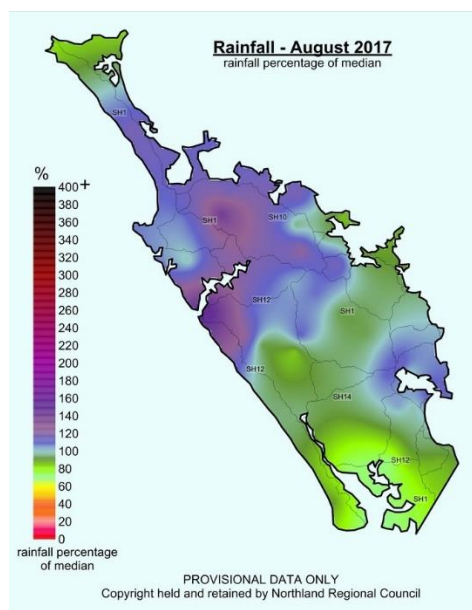 Rainfall - August 2017
rainfall percentage of median
SH1
%
400+
380
360
340
320
300
280
260
240
220
200
180
160
140
120
100
80
60
40
20
0
rainfall percentage
of median
SH1
SH10
SH12
SH1
SH12
SH14
SH12
SH1
PROVISIONAL DATA ONLY
Copyright held and retained by Northland Regional Council